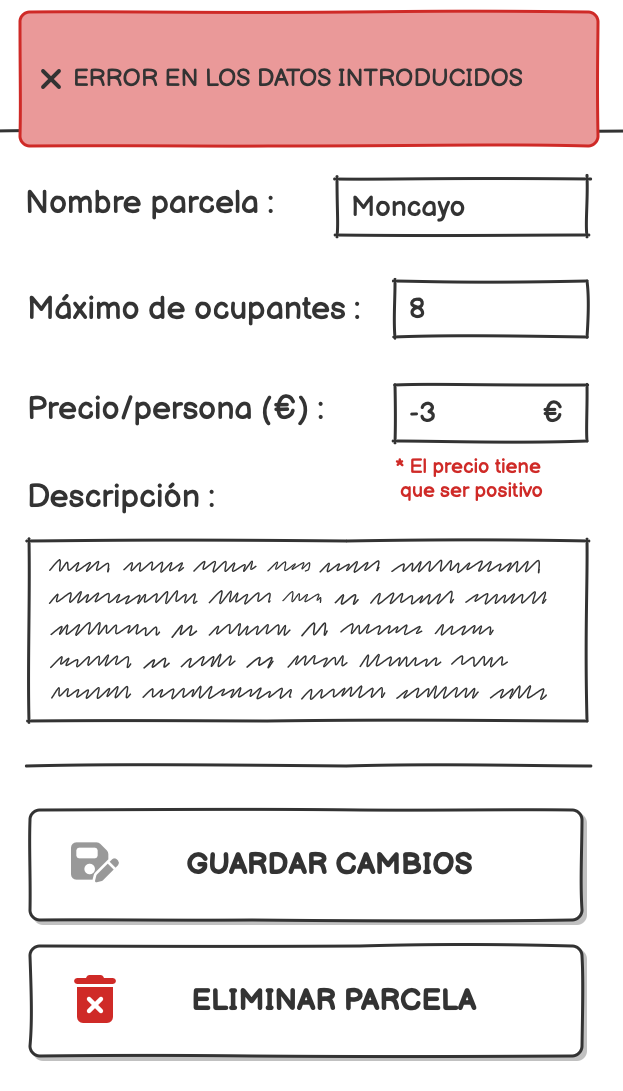 ERROR EN LOS DATOS INTRODUCIDOS
Nombre parcela :
Moncayo
Máximo de ocupantes :
8
Precio/persona (€) :
-3 €
* El precio tiene
que ser positivo
Descripción :
GUARDAR CAMBIOS
ELIMINAR PARCELA